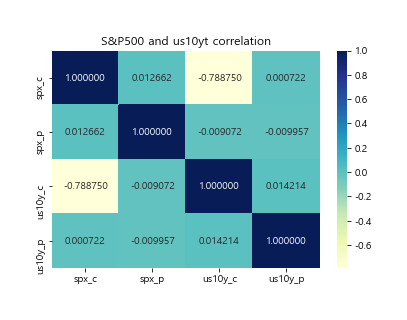 S&P500 and us10yt correlation
spx_c 1.000000 0.012662 -0.788750 0.000722
spx_p 0.012662 1.000000 -0.009072 -0.009957
us10y_c -0.788750 -0.009072 1.000000 0.014214
us10y_p 0.000722 -0.009957 0.014214 1.000000
spx_c spx_p us10y_c us10y_p
1.0
0.8
0.6
0.4
0.2
0.0
-0.2
-0.4
-0.6